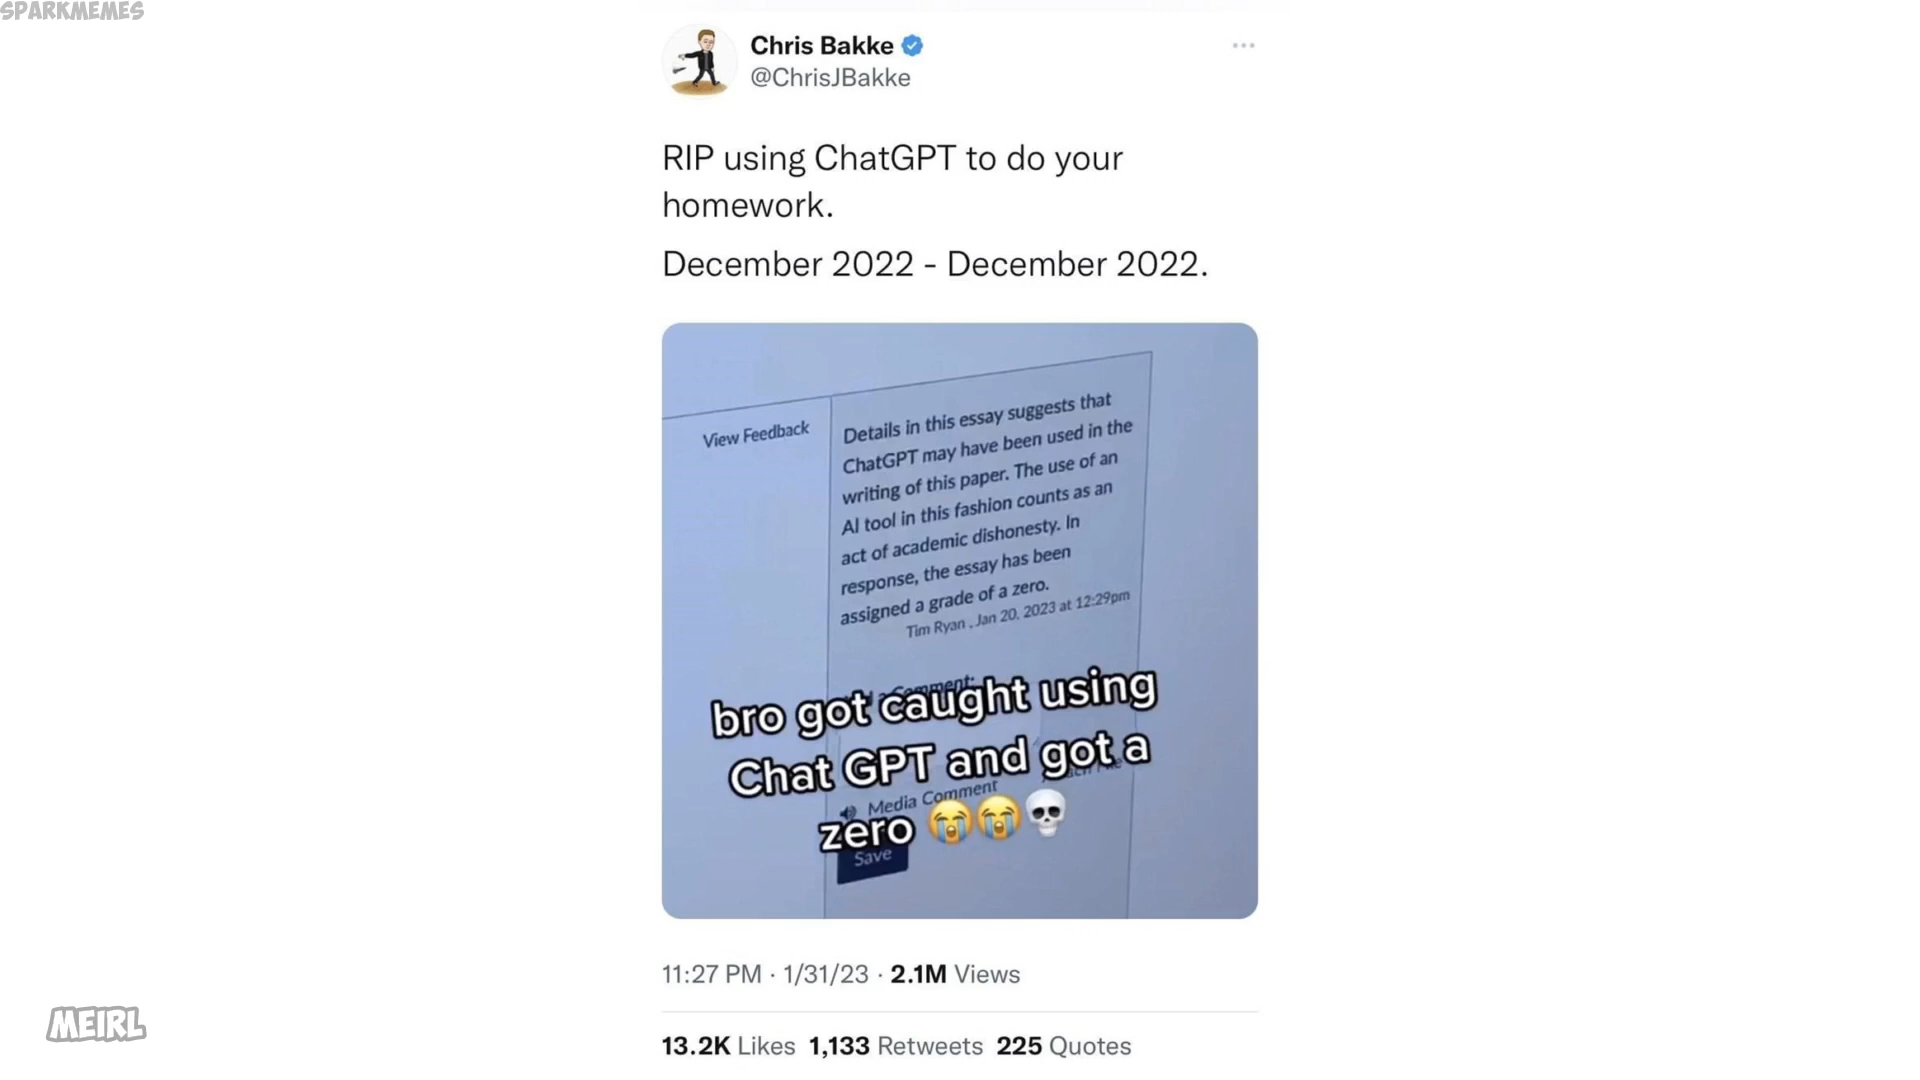 SPARKMEMES
Chris Bakke
@ChrisJBakke
RIP using ChatGPT to do your
homework.
December 2022 - December 2022.
View Feedback
Details in this essay suggests that
ChatGPT may have been used in the
writing of this paper. The use of an
AI tool in this fashion counts as an
act of academic dishonesty. In
response, the essay has been
assigned a grade of a zero.
Tim Ryan , Jan 20, 2023 at 12:29pm
Comment:
bro got caught using
Chat GPT and got a
Media Comment
zero 😭😭💀
Save
11:27 PM · 1/31/23 · 2.1M Views
13.2K Likes 1,133 Retweets 225 Quotes
MEIRL